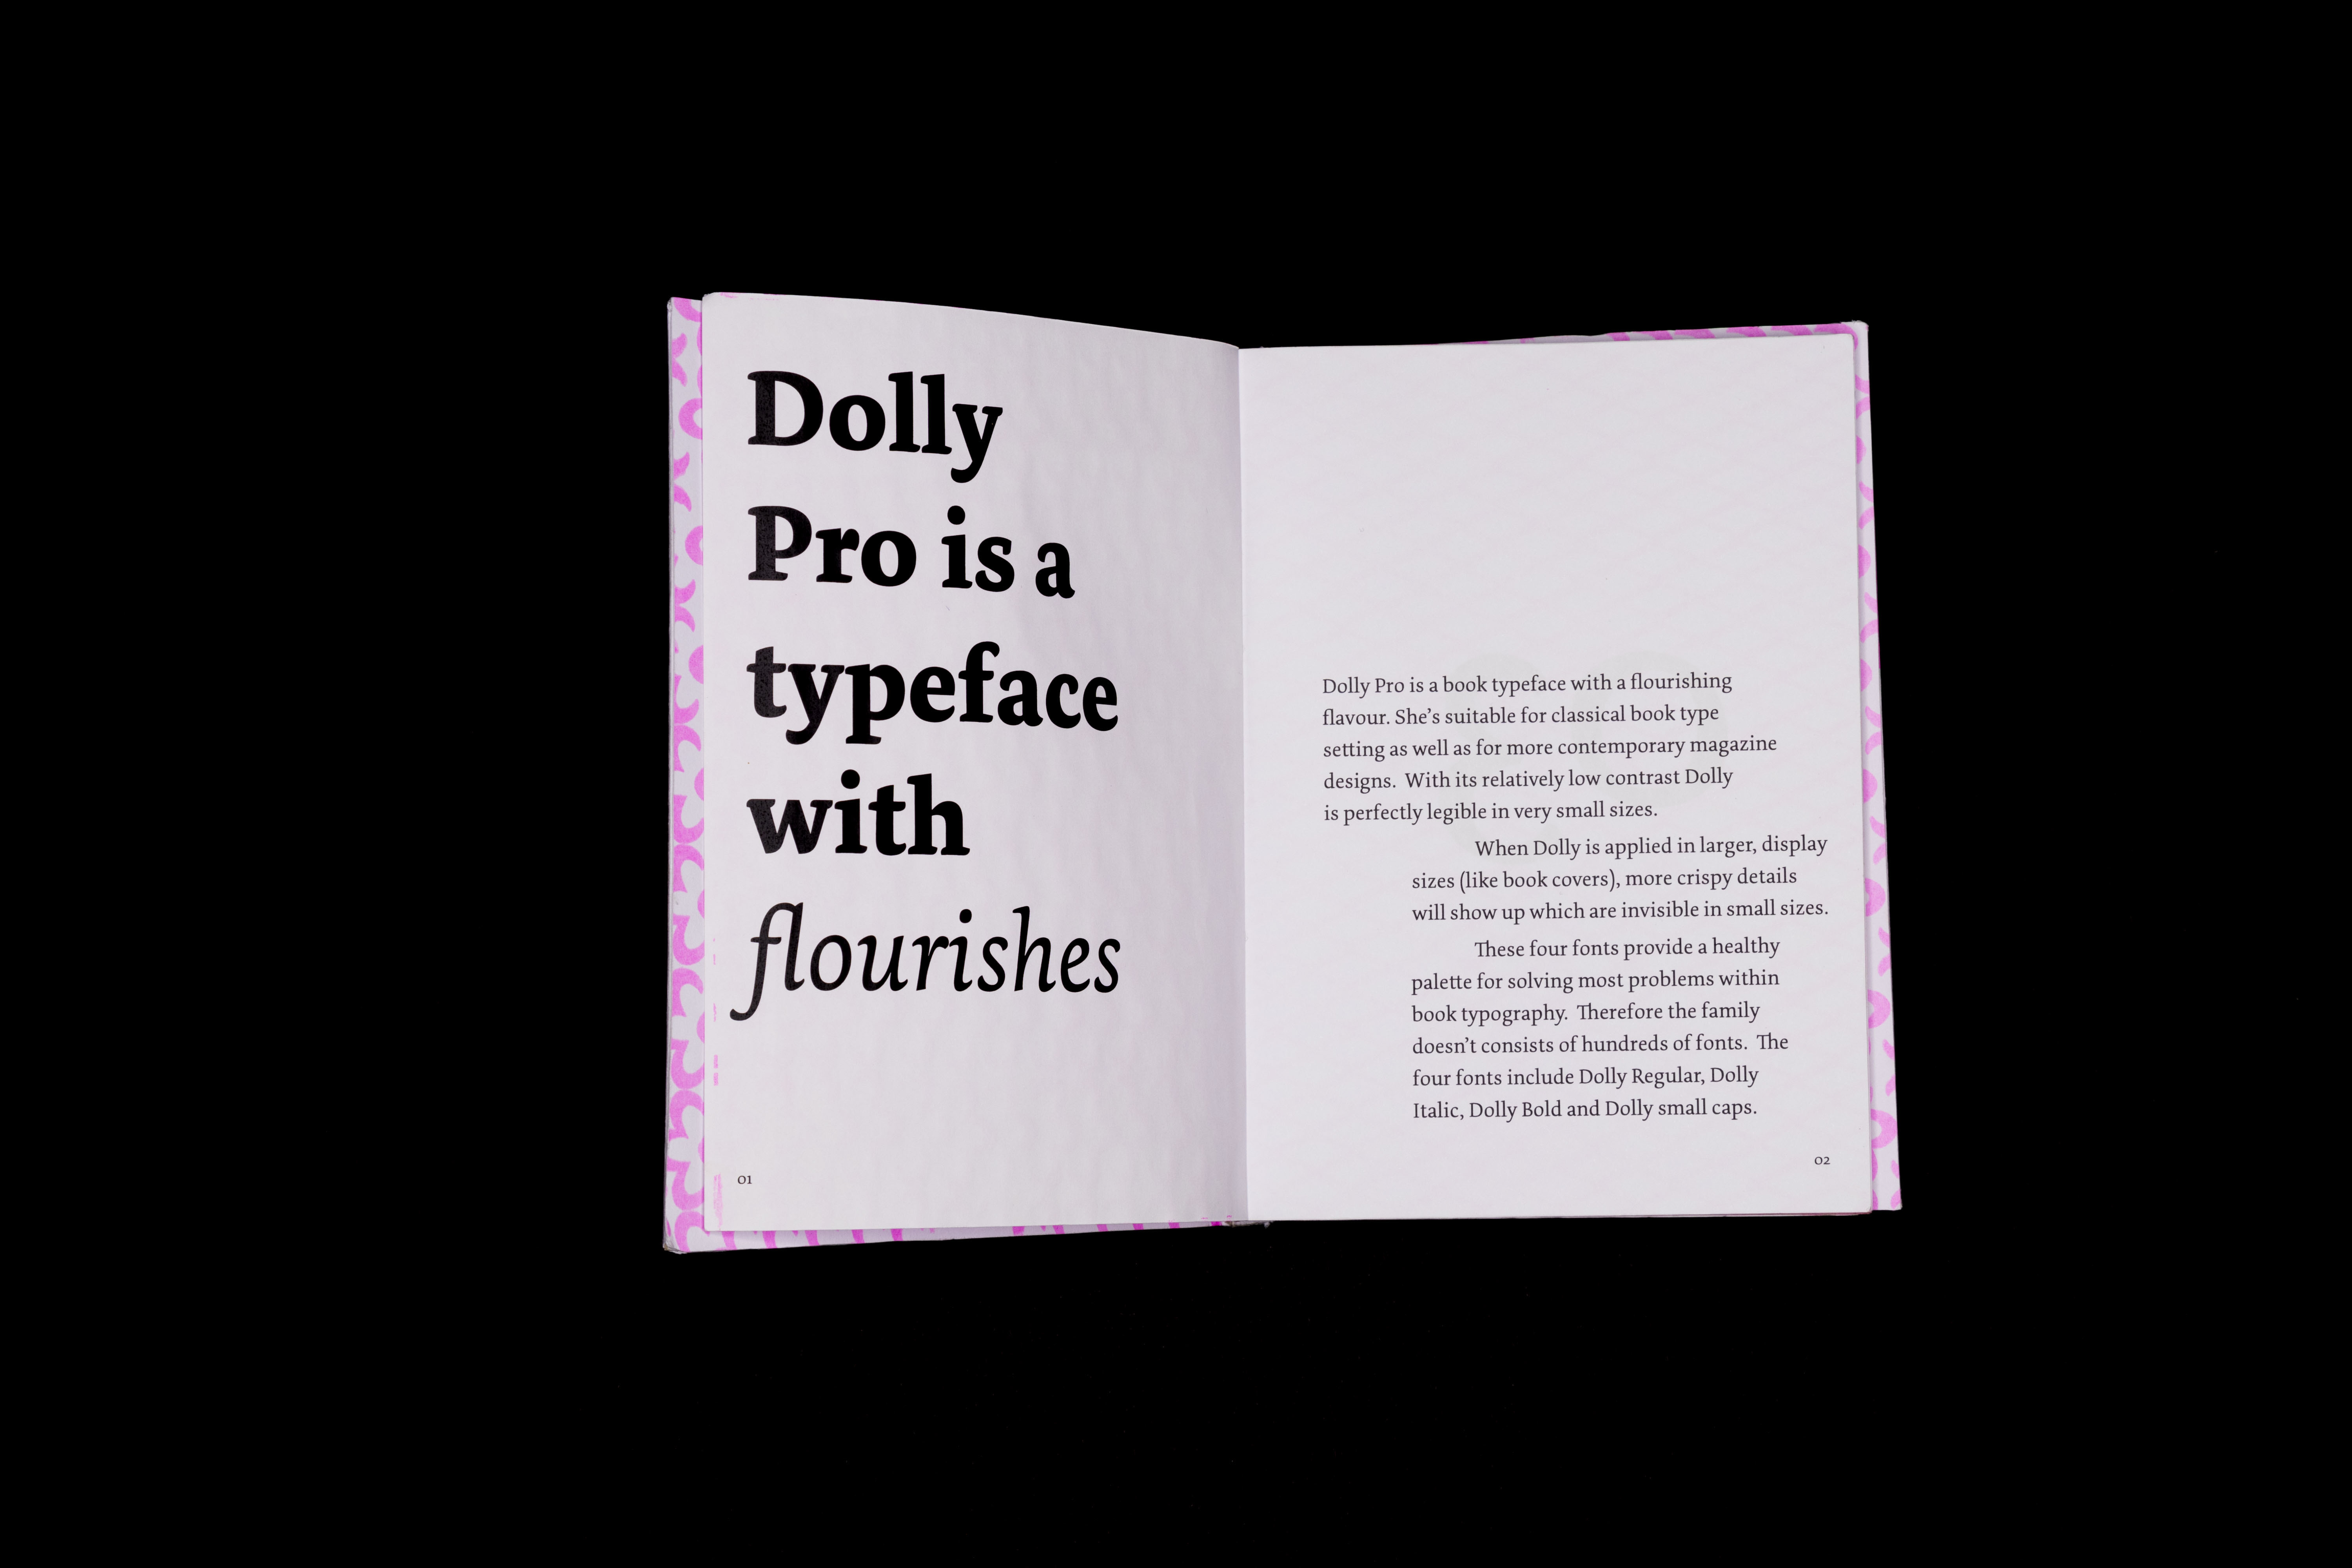 Dolly
Pro is a
typeface
with
flourishes
01
Dolly Pro is a book typeface with a flourishing
flavour. She’s suitable for classical book type
setting as well as for more contemporary magazine
designs. With its relatively low contrast Dolly
is perfectly legible in very small sizes.
When Dolly is applied in larger, display
sizes (like book covers), more crispy details
will show up which are invisible in small sizes.
These four fonts provide a healthy
palette for solving most problems within
book typography. Therefore the family
doesn’t consists of hundreds of fonts. The
four fonts include Dolly Regular, Dolly
Italic, Dolly Bold and Dolly small caps.
02